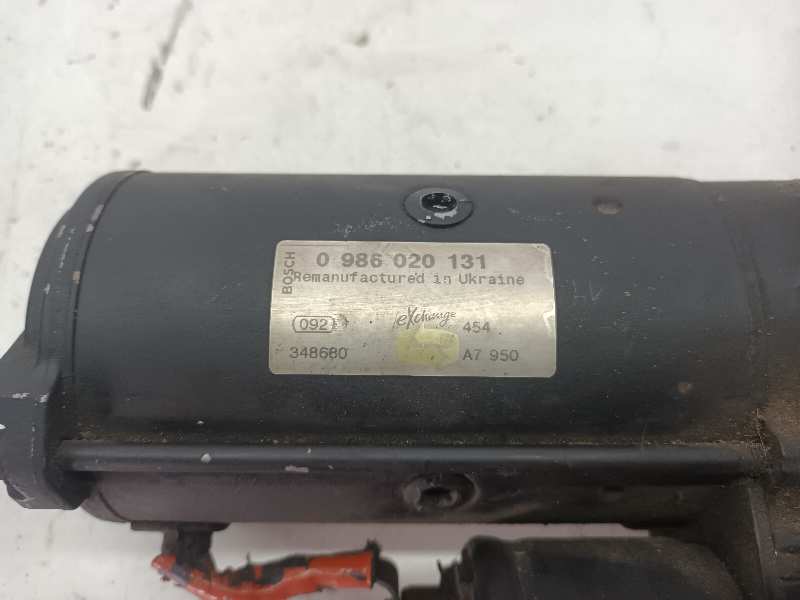 BOSCH
0 986 020 131
Remanufactured in Ukraine
092
eXchange
454
348680
A7 950